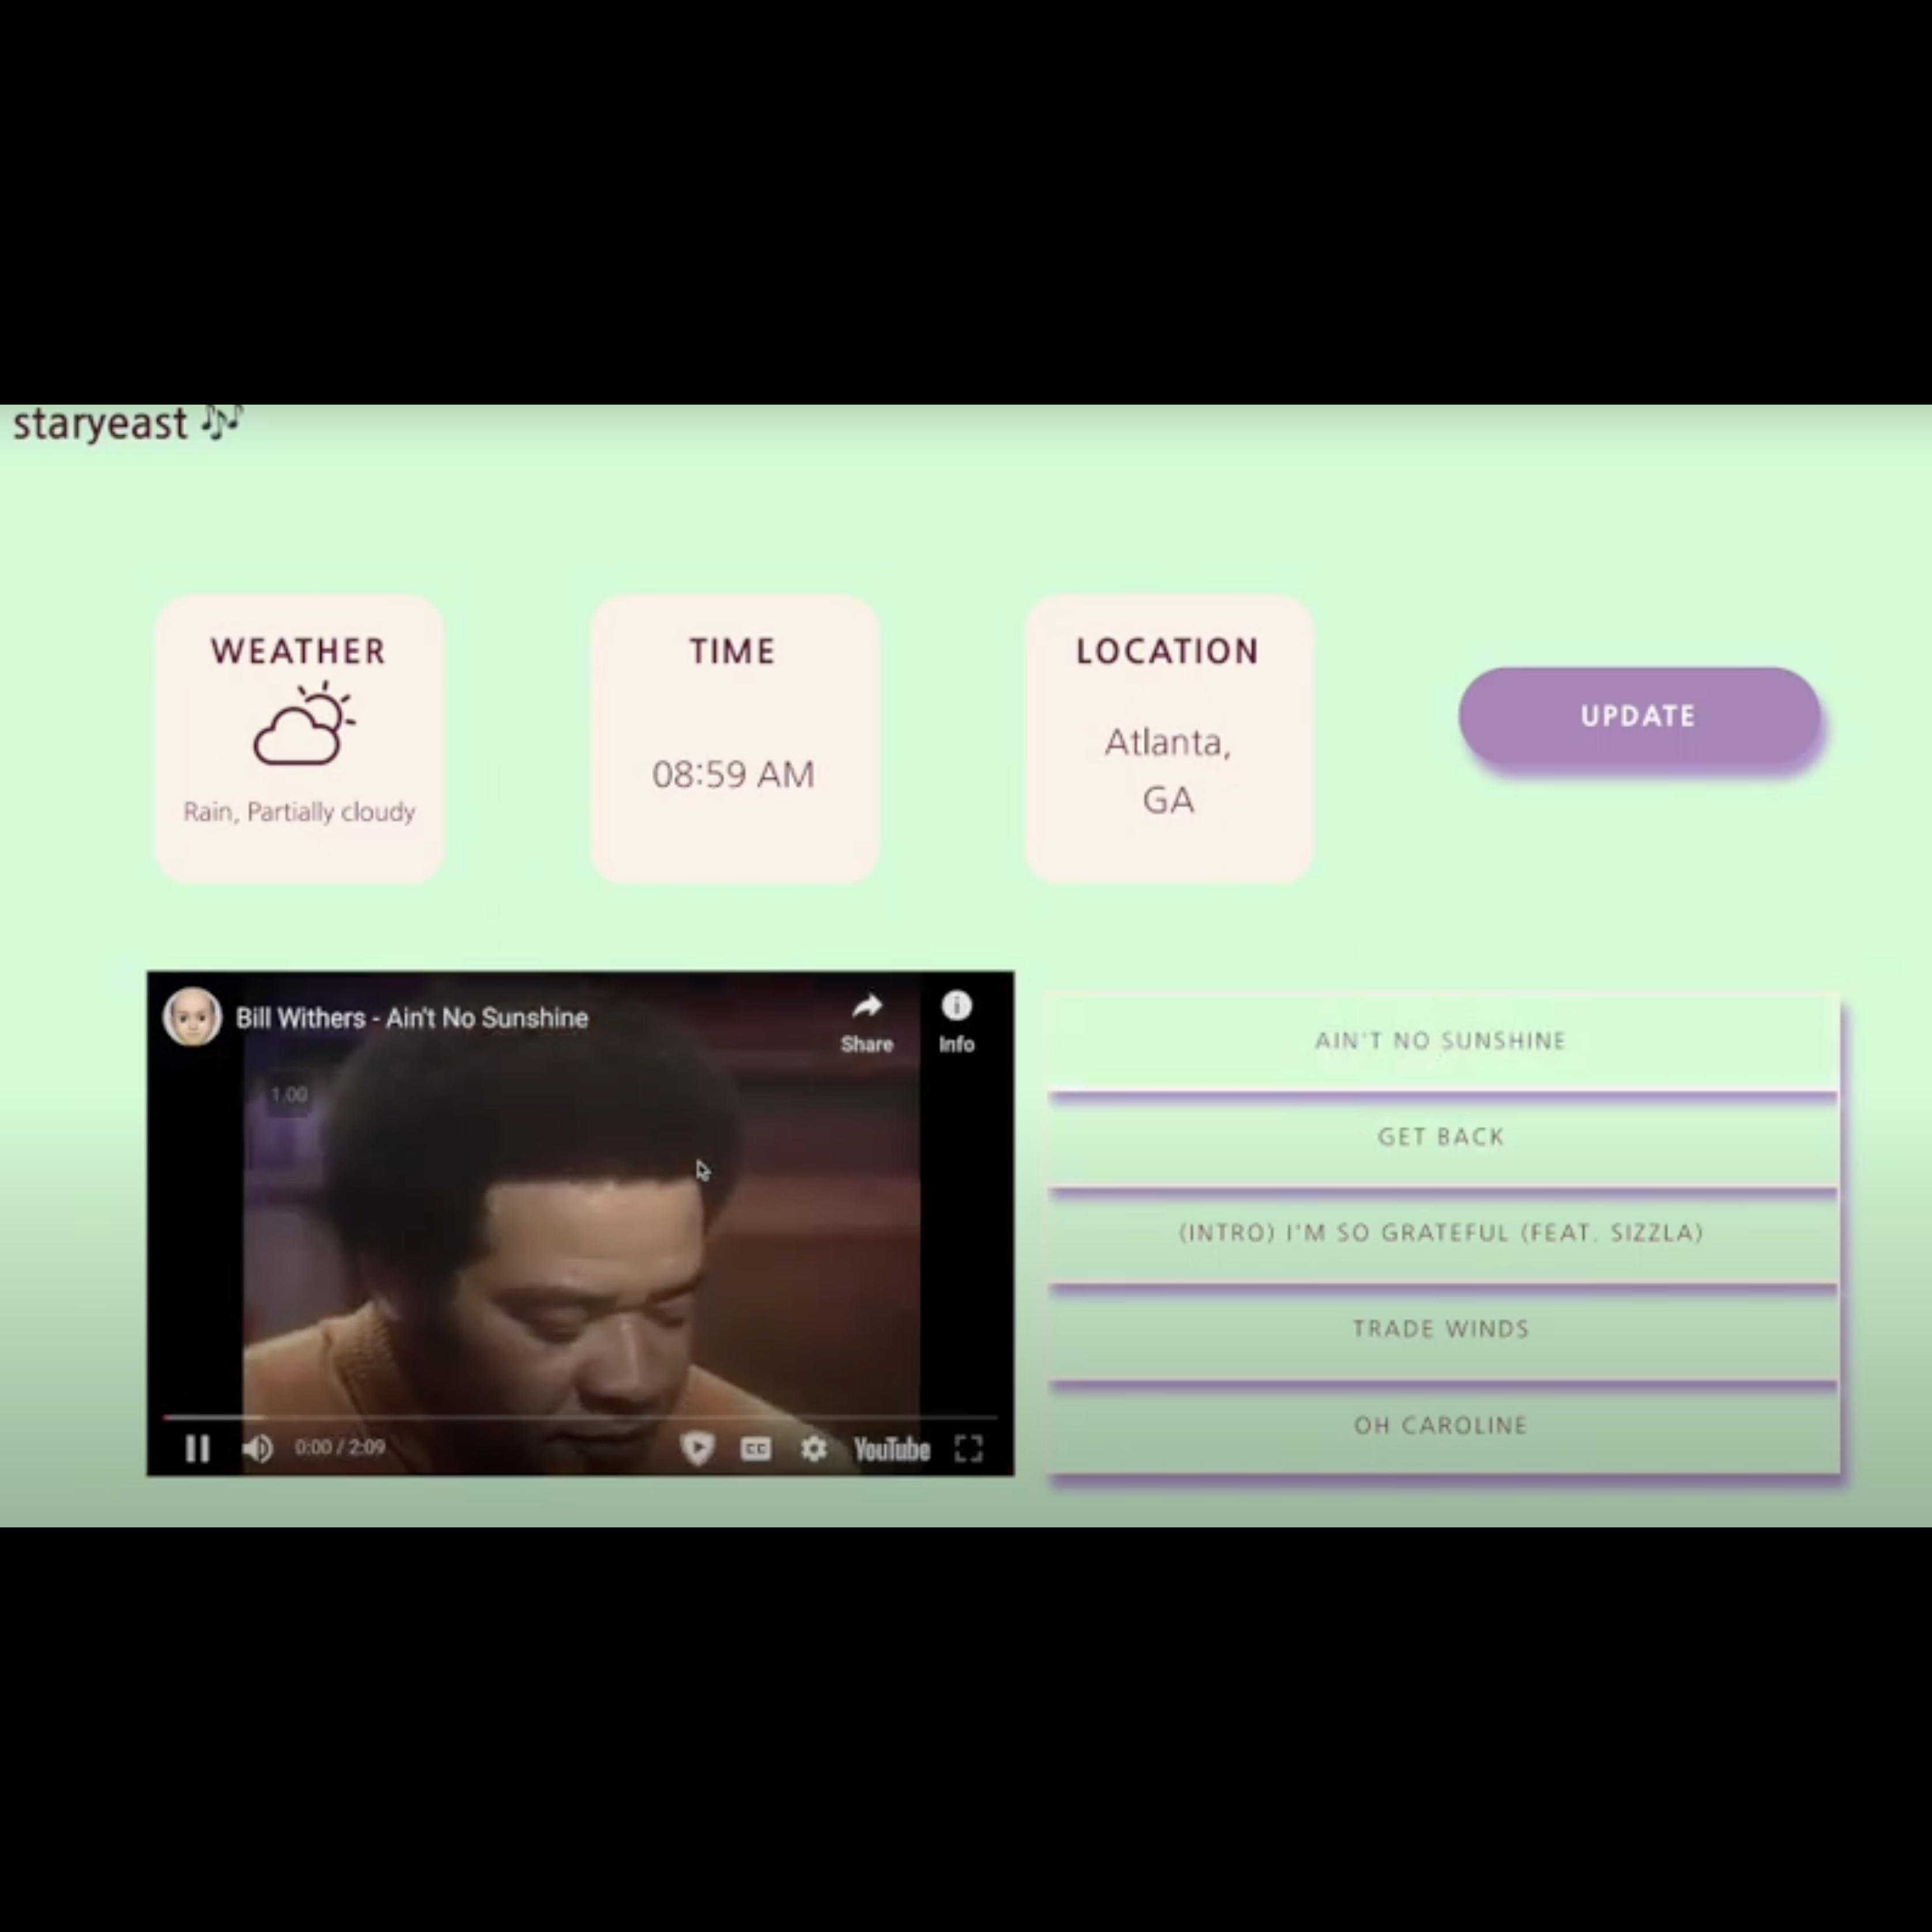 staryeast
WEATHER
Rain, Partially cloudy
TIME
08:59 AM
LOCATION
Atlanta,
GA
UPDATE
Bill Withers - Ain't No Sunshine
Share
Info
1.00
0:00 / 2:09
CC
YouTube
AIN'T NO SUNSHINE
GET BACK
(INTRO) I'M SO GRATEFUL (FEAT. SIZZLA)
TRADE WINDS
OH CAROLINE